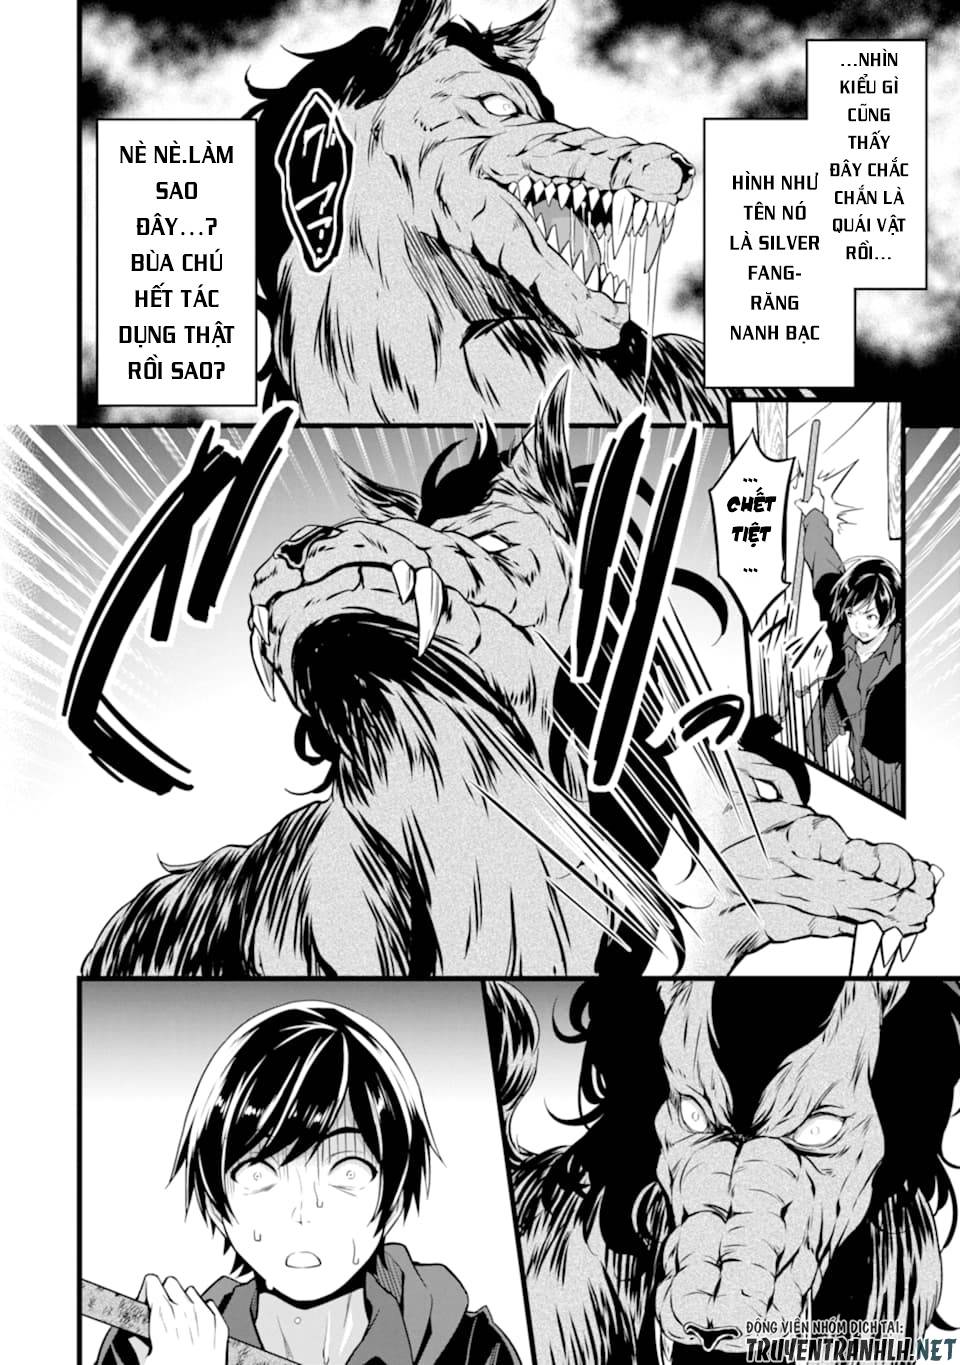 ...NHÌN
KIỂU GÌ
CŨNG
THẤY
ĐÂY CHẮC
CHẮN LÀ
QUÁI VẬT
RỒI...
HÌNH NHƯ
TÊN NÓ
LÀ SILVER
FANG-
RĂNG
NANH BẠC
NÈ NÈ.LÀM
SAO
ĐÂY...?
BÙA CHÚ
HẾT TÁC
DỤNG THẬT
RỒI SAO?
...
CHẾT
TIỆT
...
ĐỘNG VIÊN NHÓM DỊCH TẠI:
TRUYENTRANHLH.NET